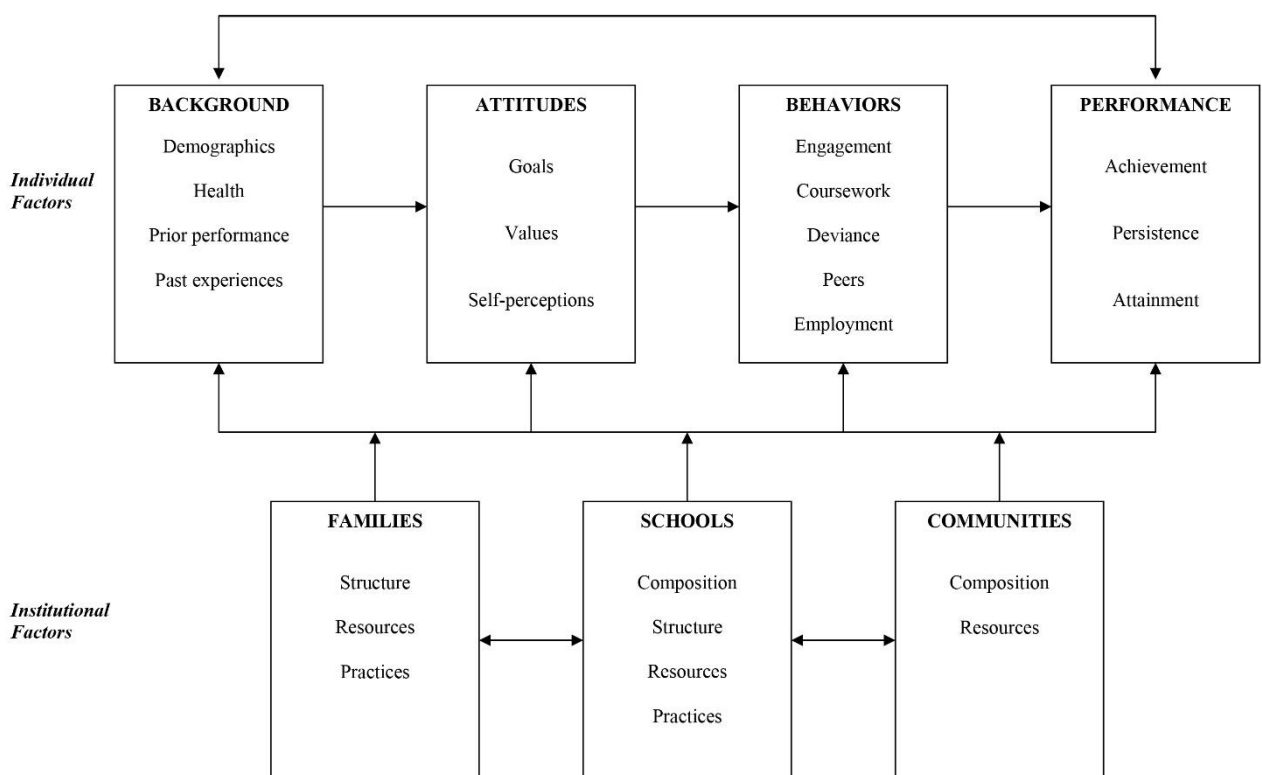 BACKGROUND
Demographics
Health
Prior performance
Past experiences
ATTITUDES
Goals
Values
Self-perceptions
BEHAVIORS
Engagement
Coursework
Deviance
Peers
Employment
PERFORMANCE
Achievement
Persistence
Attainment
Individual
Factors
FAMILIES
Structure
Resources
Practices
SCHOOLS
Composition
Structure
Resources
Practices
COMMUNITIES
Composition
Resources
Institutional
Factors